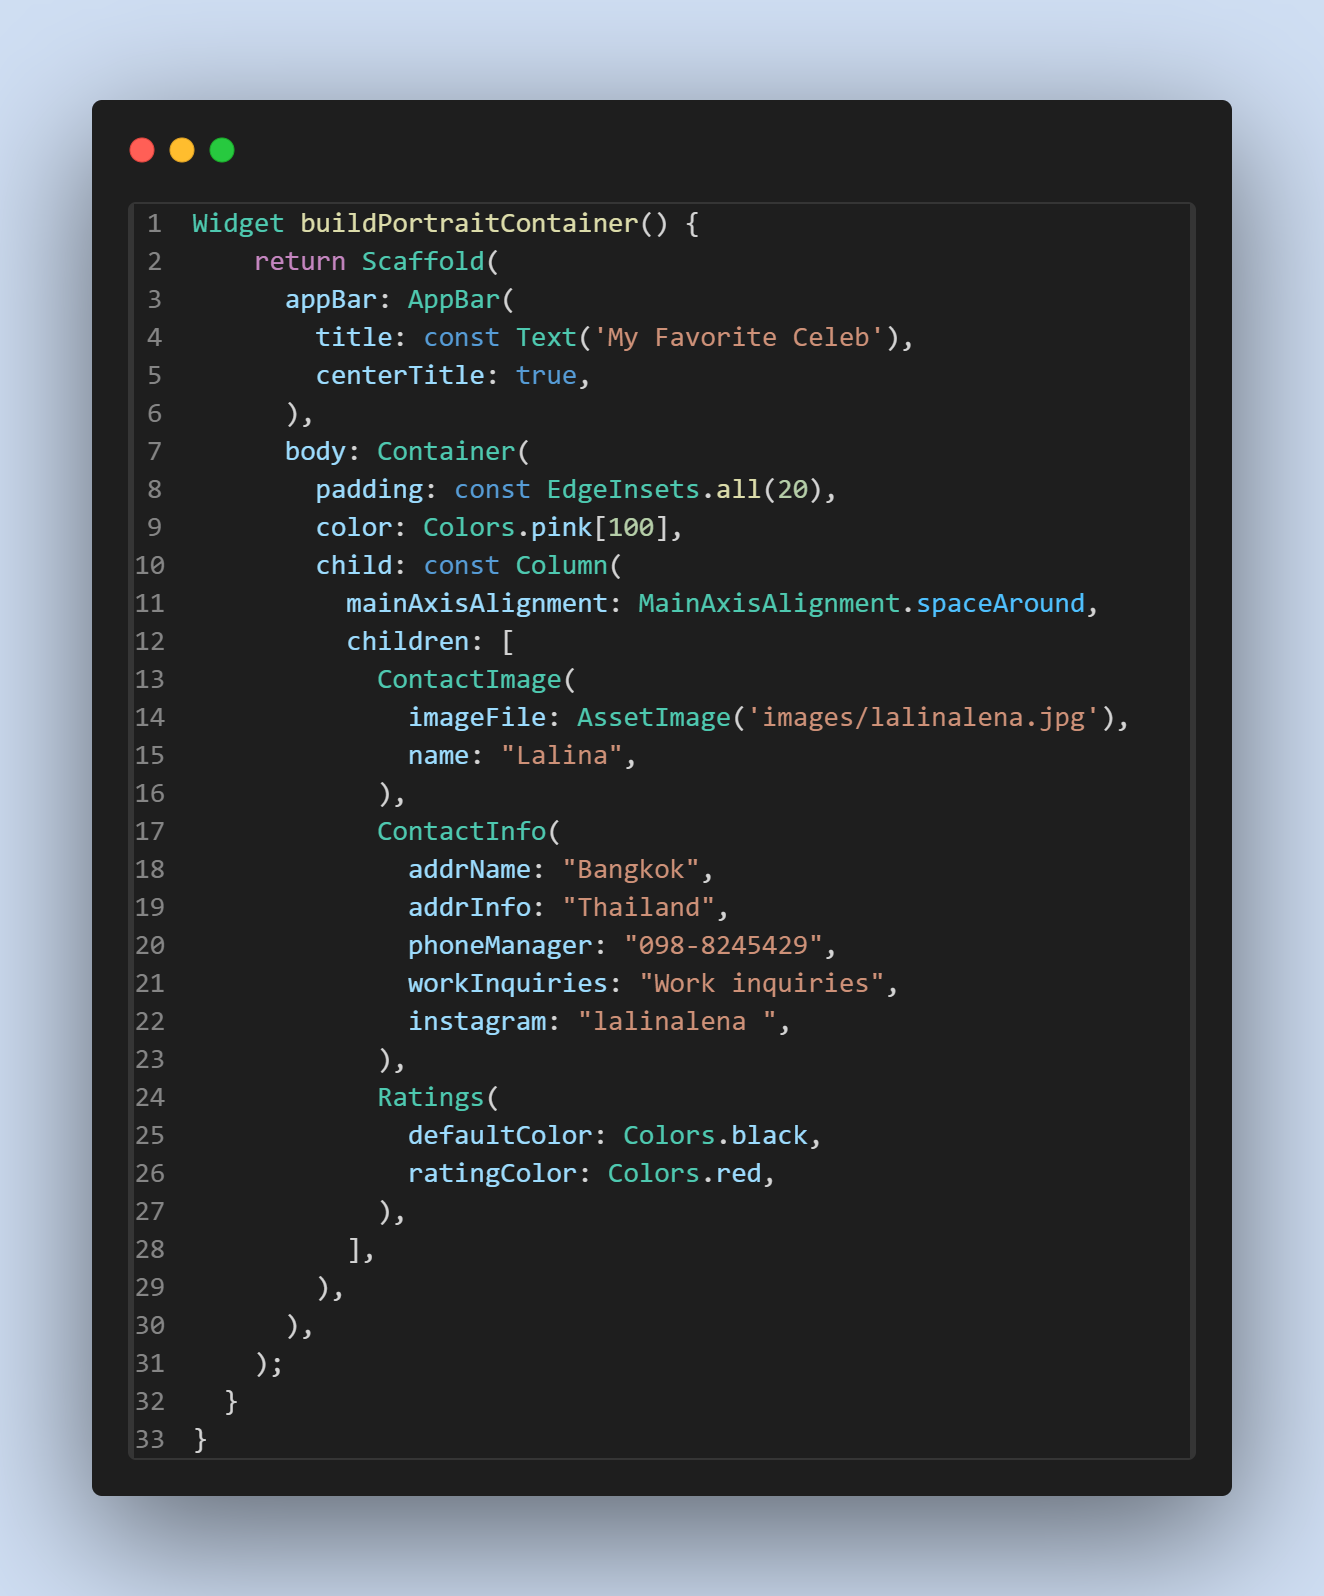 1 Widget buildPortraitContainer() {
2     return Scaffold(
3       appBar: AppBar(
4         title: const Text('My Favorite Celeb'),
5         centerTitle: true,
6       ),
7       body: Container(
8         padding: const EdgeInsets.all(20),
9         color: Colors.pink[100],
10         child: const Column(
11           mainAxisAlignment: MainAxisAlignment.spaceAround,
12           children: [
13             ContactImage(
14               imageFile: AssetImage('images/lalinalena.jpg'),
15               name: "Lalina",
16             ),
17             ContactInfo(
18               addrName: "Bangkok",
19               addrInfo: "Thailand",
20               phoneManager: "098-8245429",
21               workInquiries: "Work inquiries",
22               instagram: "lalinalena ",
23             ),
24             Ratings(
25               defaultColor: Colors.black,
26               ratingColor: Colors.red,
27             ),
28           ],
29         ),
30       ),
31     );
32   }
33 }